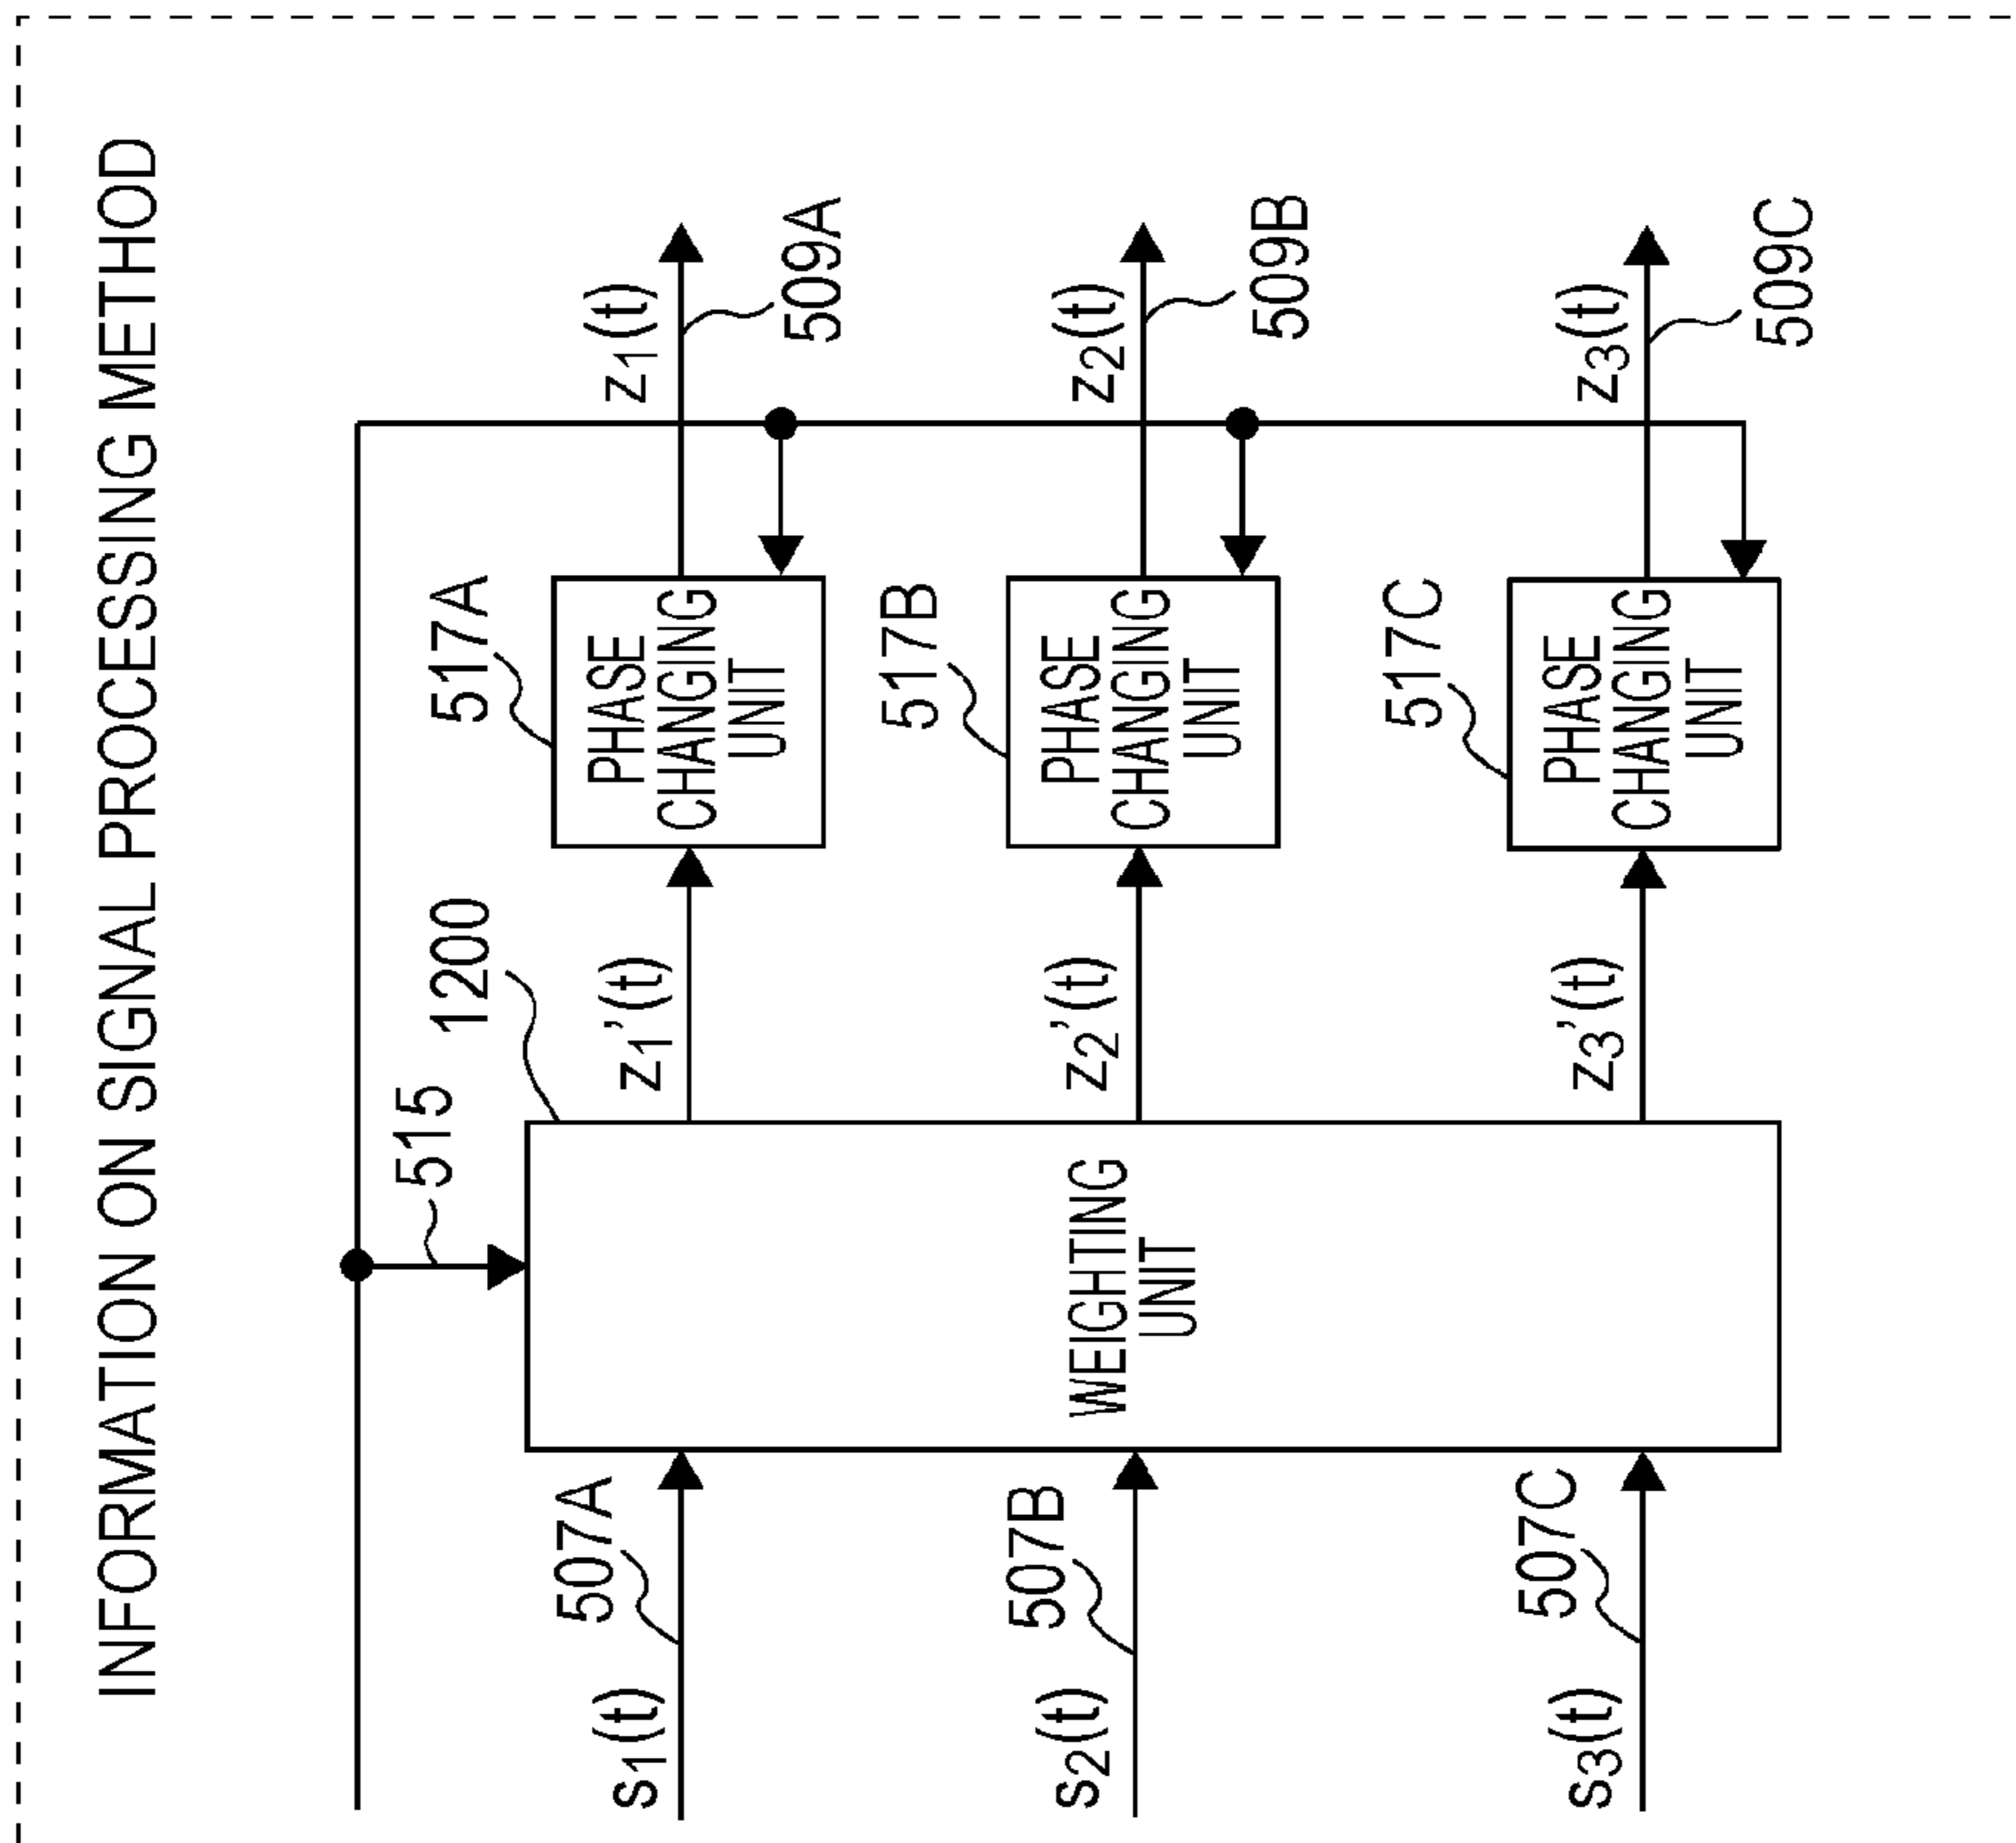 INFORMATION ON SIGNAL PROCESSING METHOD
515
1200
517A
507A
s1(t)
z1'(t)
PHASE
CHANGING
UNIT
z1(t)
509A
517B
507B
s2(t)
WEIGHTING
UNIT
z2'(t)
PHASE
CHANGING
UNIT
z2(t)
509B
517C
507C
s3(t)
z3'(t)
PHASE
CHANGING
UNIT
z3(t)
509C